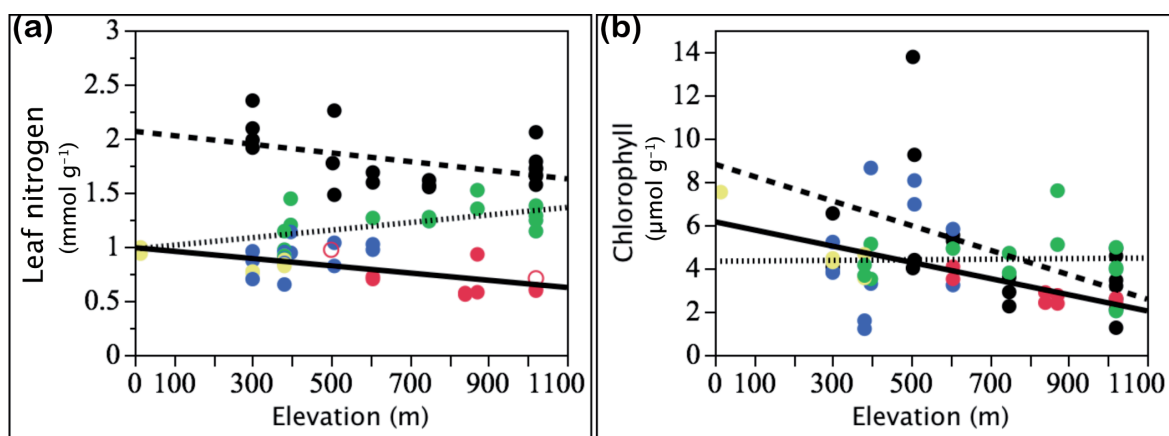 (a)
Leaf nitrogen
(mmol g⁻¹)
3
2.5
2
1.5
1
0.5
0
0 100 300 500 700 900 1100
Elevation (m)
(b)
Chlorophyll
(μmol g⁻¹)
14
12
10
8
6
4
2
0
0 100 300 500 700 900 1100
Elevation (m)